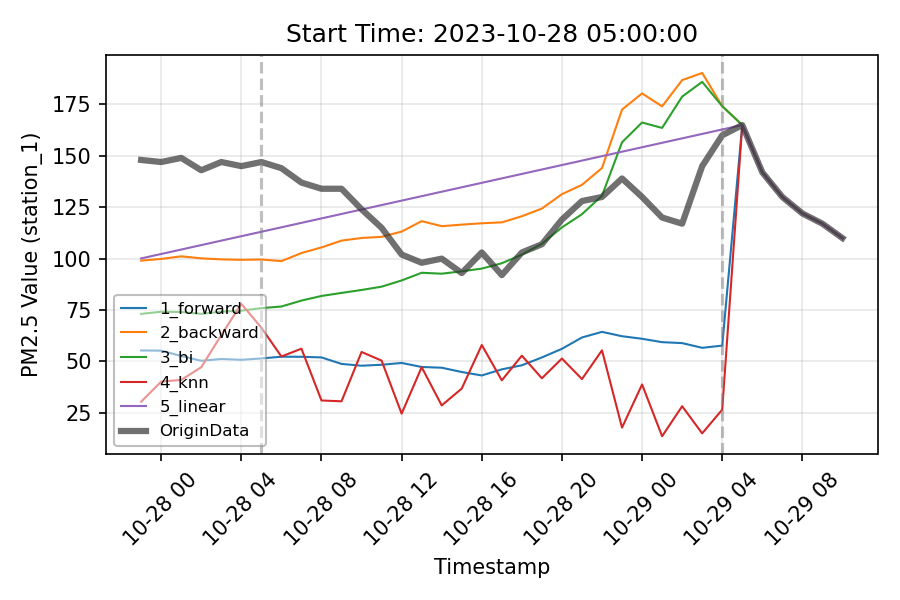 Start Time: 2023-10-28 05:00:00
PM2.5 Value (station_1)
175
150
125
100
75
50
25
1_forward
2_backward
3_bi
4_knn
5_linear
OriginData
10-28 00
10-28 04
10-28 08
10-28 12
10-28 16
10-28 20
10-29 00
10-29 04
10-29 08
Timestamp